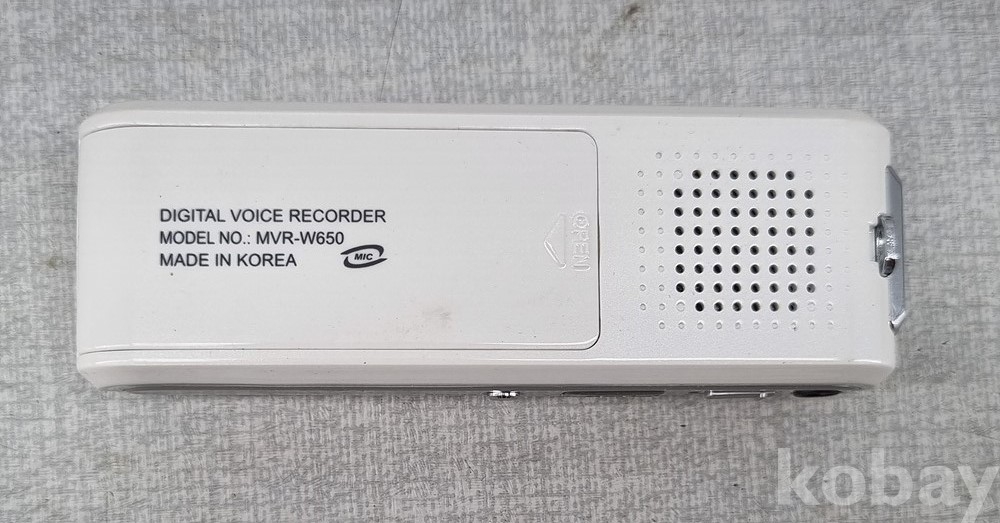 DIGITAL VOICE RECORDER
MODEL NO.: MVR-W650
MADE IN KOREA
MIC
OPEN
kobay